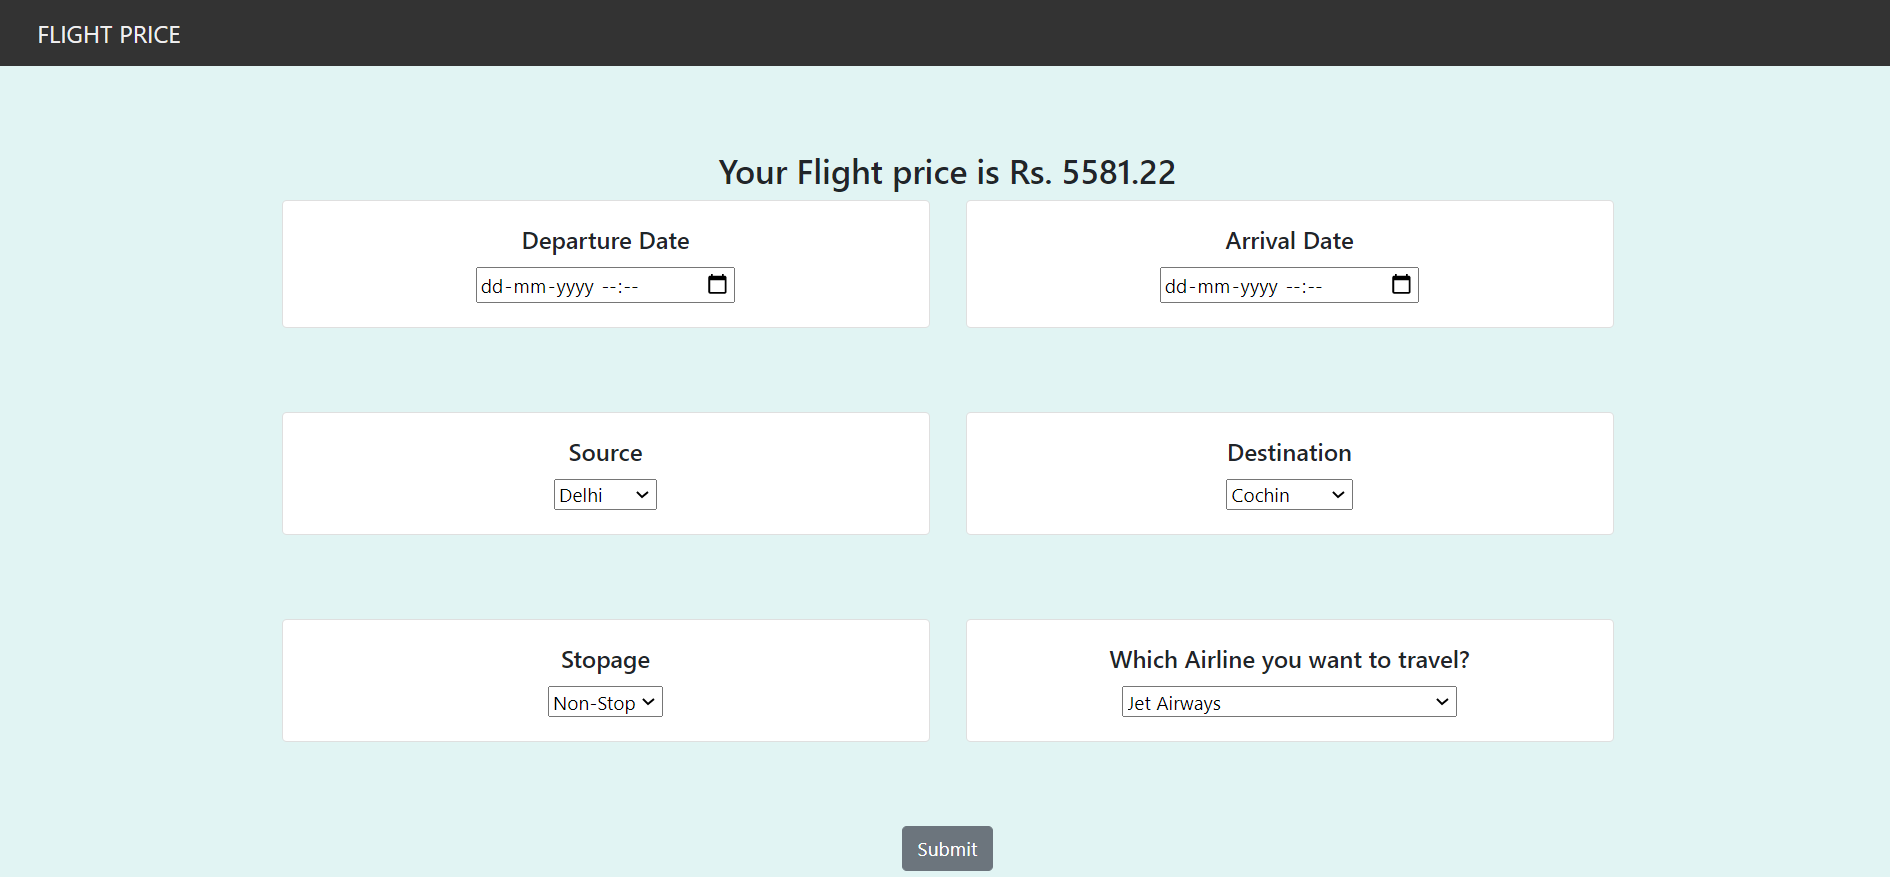 FLIGHT PRICE
Your Flight price is Rs. 5581.22
Departure Date
dd-mm-yyyy --:--
Arrival Date
dd-mm-yyyy --:--
Source
Delhi
Destination
Cochin
Stopage
Non-Stop
Which Airline you want to travel?
Jet Airways
Submit